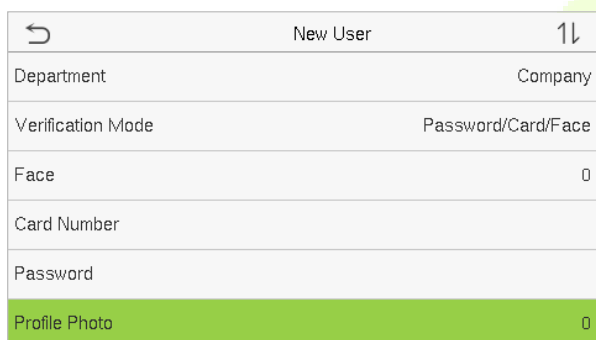 New User
Department Company
Verification Mode Password/Card/Face
Face 0
Card Number
Password
Profile Photo 0